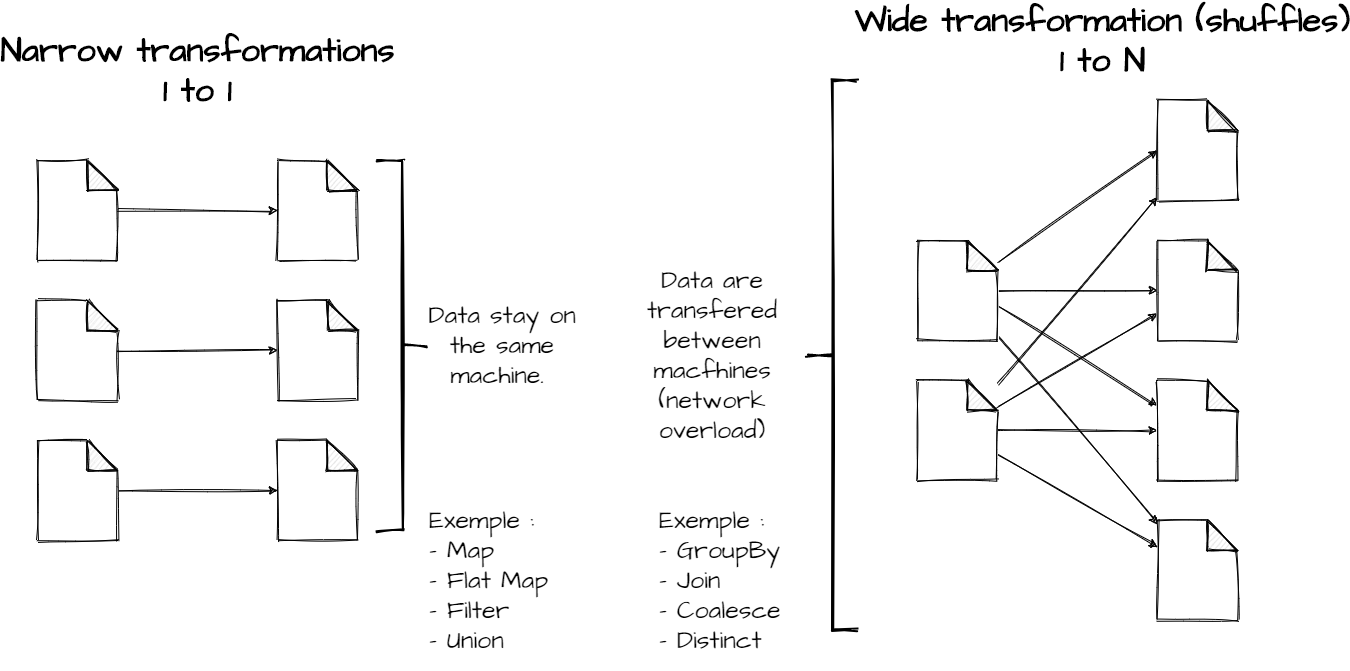 Narrow transformations
1 to 1
Data stay on
the same
machine.
Exemple :
- Map
- Flat Map
- Filter
- Union
Wide transformation (shuffles)
1 to N
Data are
transfered
between
macfhines
(network
overload)
Exemple :
- GroupBy
- Join
- Coalesce
- Distinct